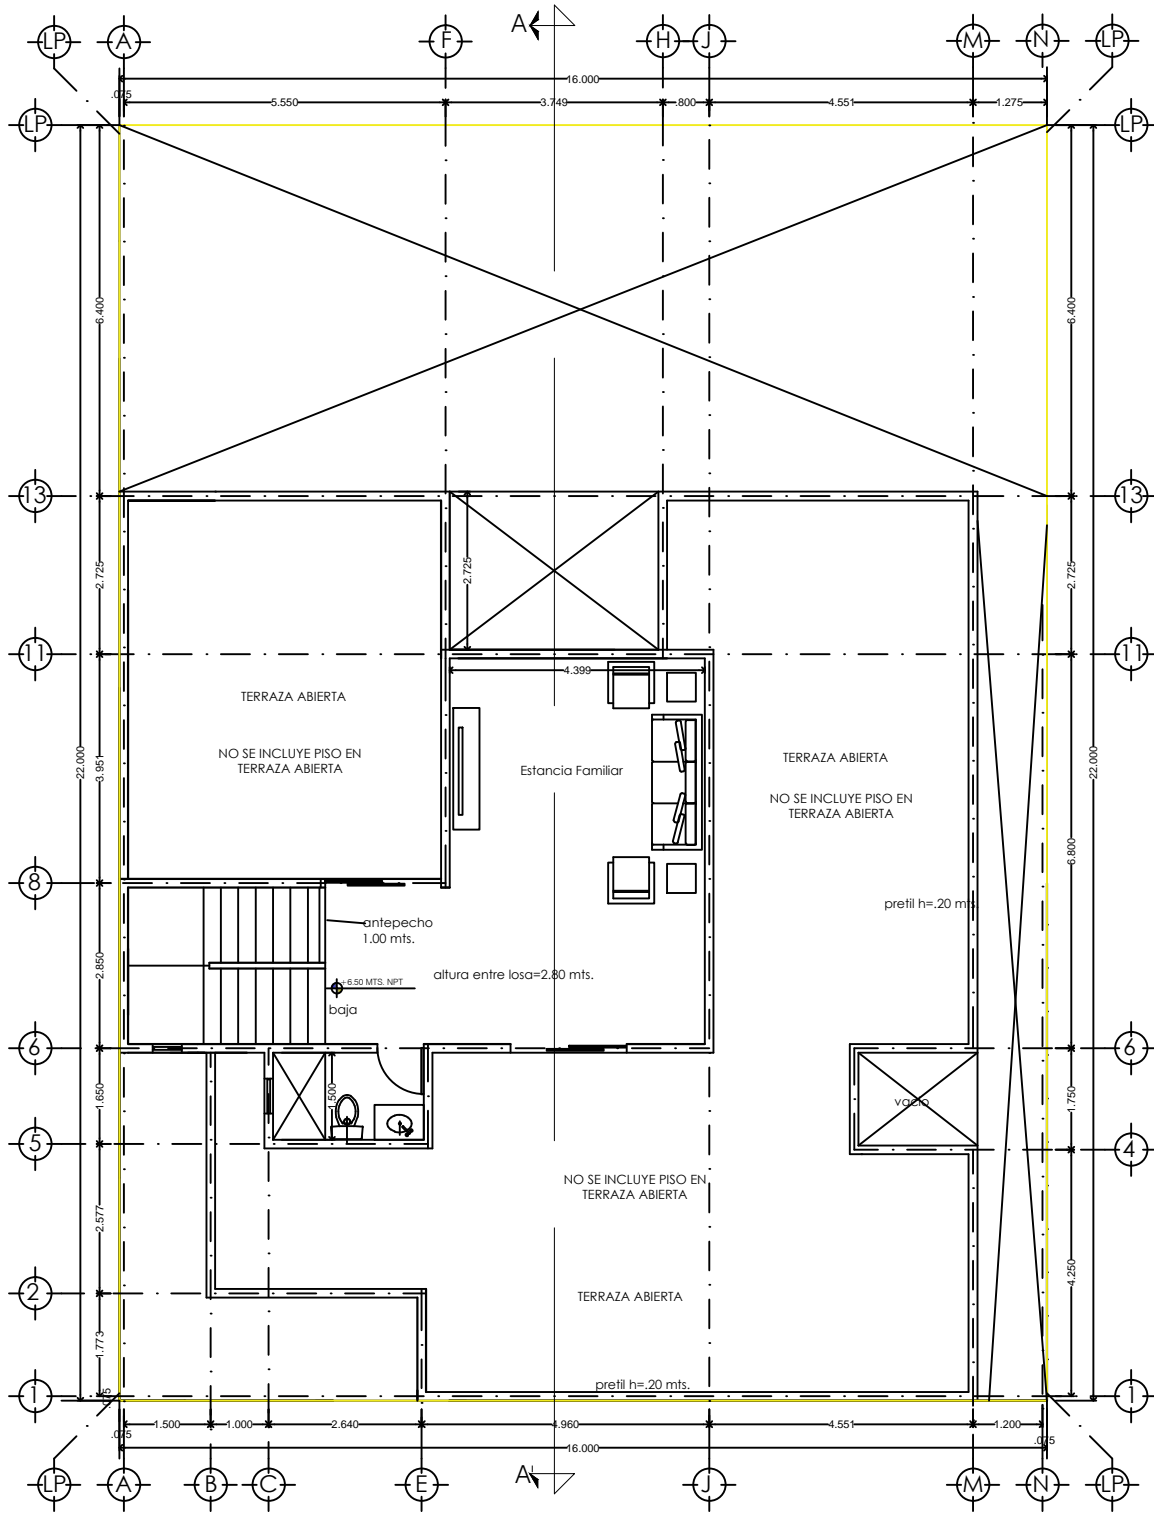 A
LP
A
F
H
J
M
N
LP
16.000
.075
5.550
3.749
.800
4.551
1.275
LP
LP
6.400
6.400
13
13
2.725
2.725
2.725
11
11
4.399
TERRAZA ABIERTA
NO SE INCLUYE PISO EN
TERRAZA ABIERTA
Estancia Familiar
TERRAZA ABIERTA
NO SE INCLUYE PISO EN
TERRAZA ABIERTA
22.000
3.951
22.000
6.800
8
pretil h=.20 mts.
antepecho
1.00 mts.
2.850
altura entre losa=2.80 mts.
+6.50 MTS. NPT
baja
6
6
1.650
1.500
vacio
1.750
5
4
NO SE INCLUYE PISO EN
TERRAZA ABIERTA
2.577
4.250
2
TERRAZA ABIERTA
1.773
pretil h=.20 mts.
.075
1
1
1.500
1.000
2.640
4.960
4.551
1.200
.075
.075
16.000
LP
A
B
C
E
A'
J
M
N
LP